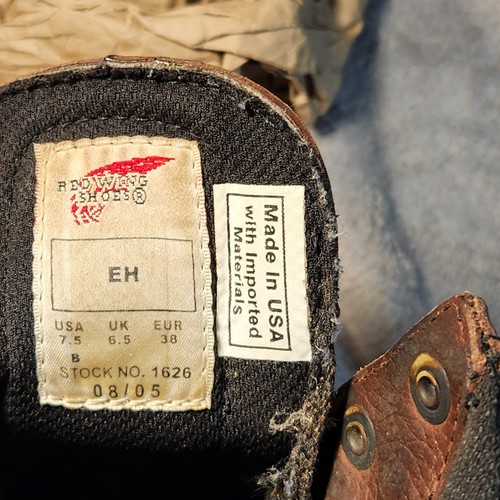 RED WING
SHOES®
EH
USA UK EUR
7.5 6.5 38
B
STOCK NO. 1626
08/05
Made In USA
with Imported
Materials